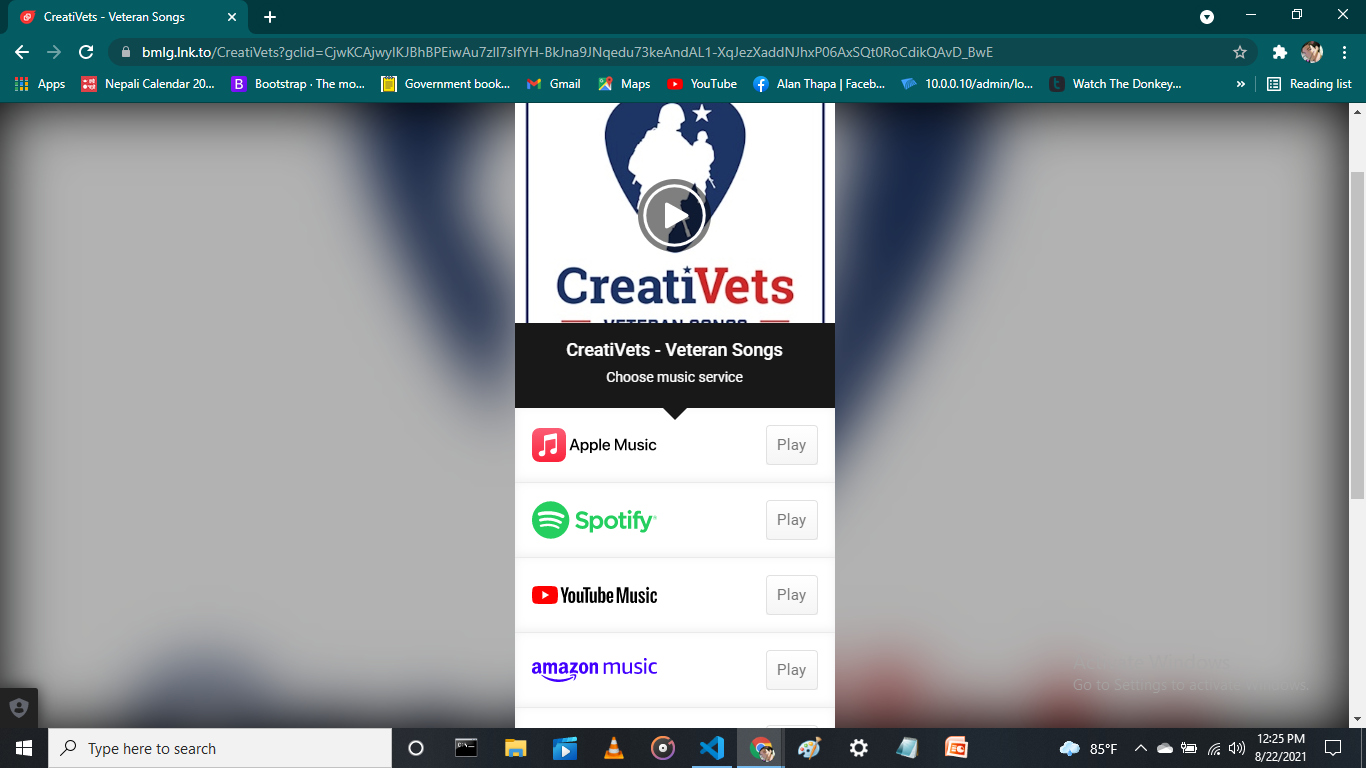 CreatiVets - Veteran Songs
bmlg.lnk.to/CreatiVets?gclid=CjwKCAjwyIKJBhBPEiwAu7zll7slfYH-BkJna9JNqedu73keAndAL1-XqJezXaddNJhxP06AxSQt0RoCdikQAvD_BwE
Apps Nepali Calendar 20... Bootstrap · The mo... Government book... Gmail Maps YouTube Alan Thapa | Faceb... 10.0.0.10/admin/lo... Watch The Donkey... » Reading list
CreatiVets
VETERAN SONGS
CreatiVets - Veteran Songs
Choose music service
Apple Music Play
Spotify Play
YouTube Music Play
amazon music Play
Activate Windows
Go to Settings to activate Windows.
Type here to search
85°F
12:25 PM
8/22/2021